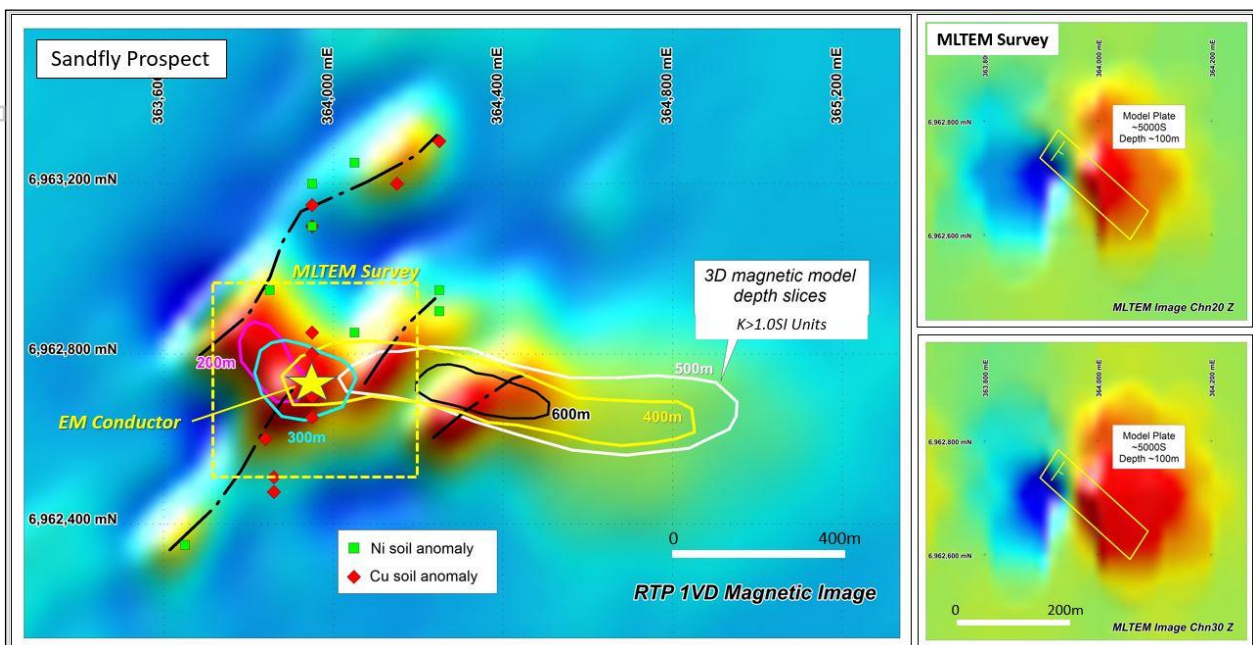 Sandfly Prospect
363,600
364,000 mE
364,400 mE
364,800 mE
365,200 mE
6,963,200 mN
MLTEM Survey
3D magnetic model
depth slices
K>1.0SI Units
6,962,800 mN
200m
500m
EM Conductor
600m
400m
300m
6,962,400 mN
Ni soil anomaly
Cu soil anomaly
0
400m
RTP 1VD Magnetic Image
MLTEM Survey
364,000 mE
364,200 mE
6,962,800 mN
Model Plate
~5000S
Depth ~100m
6,962,600 mN
MLTEM Image Chn20 Z
363,800 mE
364,000 mE
364,200 mE
6,962,800 mN
Model Plate
~5000S
Depth ~100m
6,962,600 mN
0
200m
MLTEM Image Chn30 Z